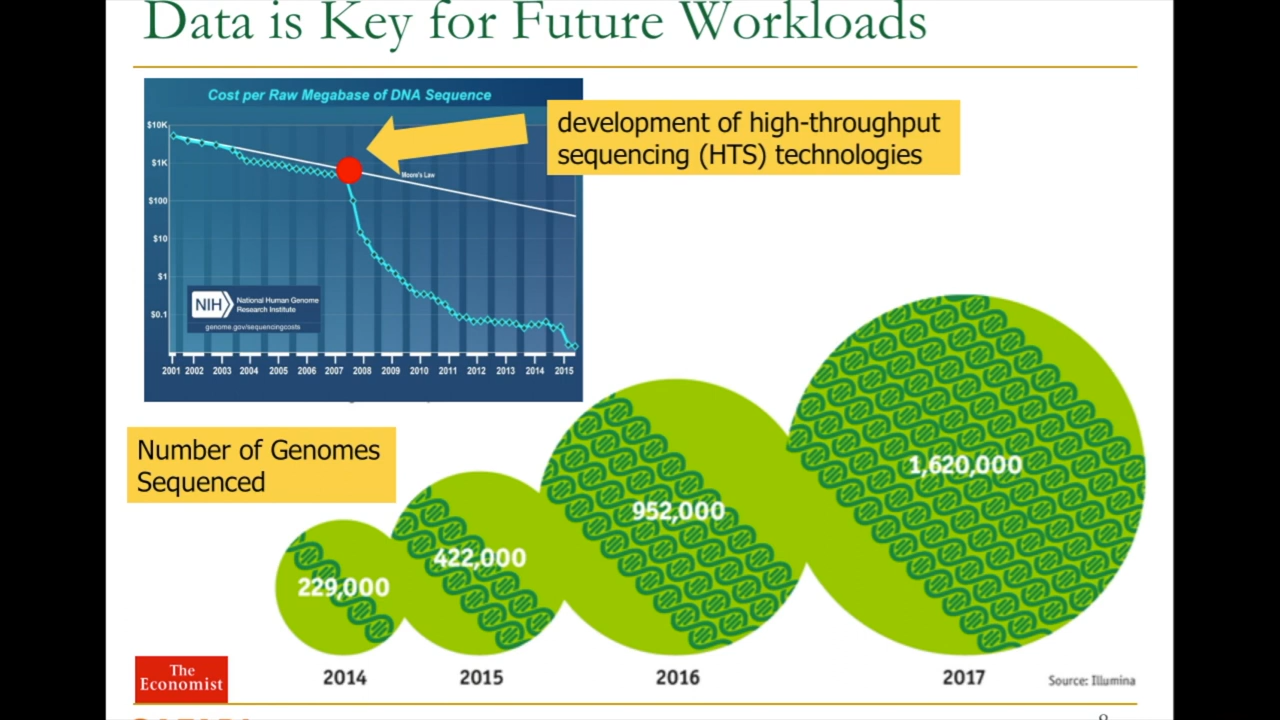 Data is Key for Future Workloads
Cost per Raw Megabase of DNA Sequence
development of high-throughput
sequencing (HTS) technologies
$10K
$1K
$100
$10
$1
$0.1
Moore's Law
NIH
National Human Genome
Research Institute
genome.gov/sequencingcosts
2001 2002 2003 2004 2005 2006 2007 2008 2009 2010 2011 2012 2013 2014 2015
Number of Genomes
Sequenced
229,000
422,000
952,000
1,620,000
2014 2015 2016 2017
Source: Illumina
The
Economist